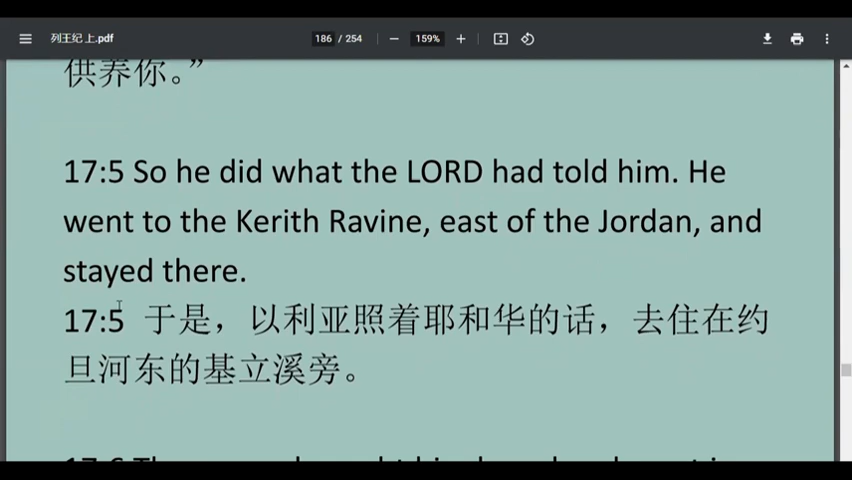 列王纪 上.pdf
186 / 254
159%
供养你。”
17:5 So he did what the LORD had told him. He
went to the Kerith Ravine, east of the Jordan, and
stayed there.
17:5 于是，以利亚照着耶和华的话，去住在约
旦河东的基立溪旁。